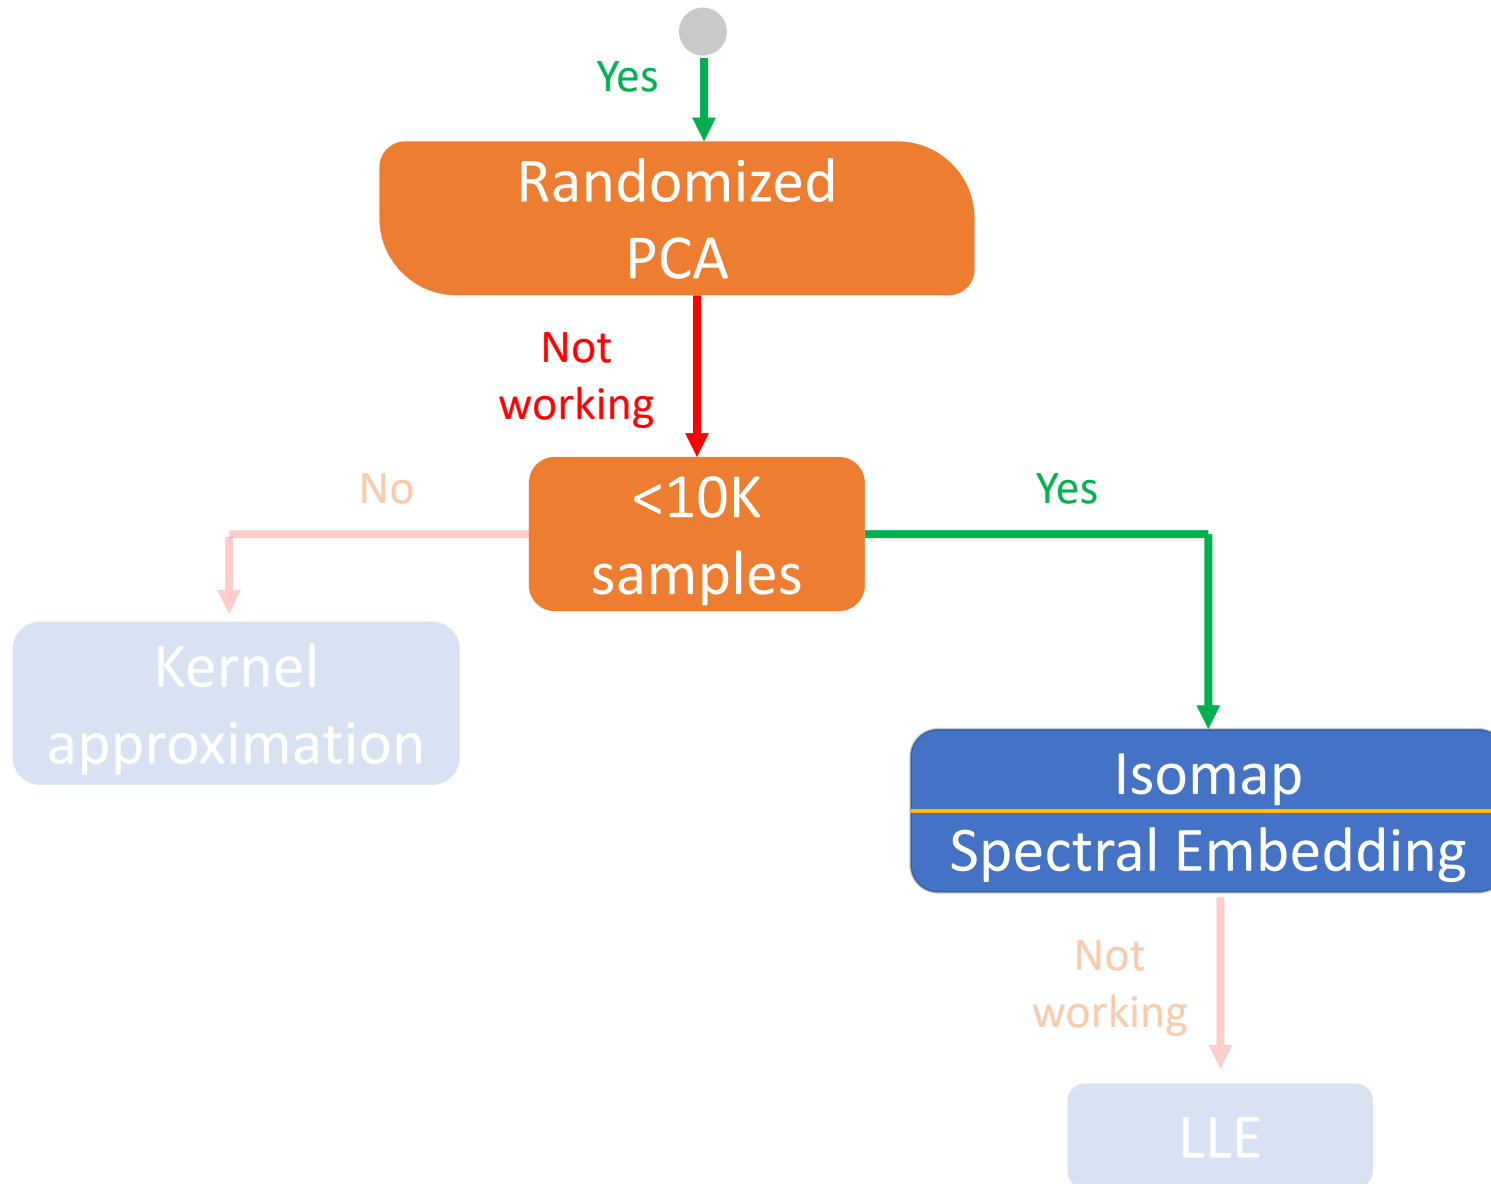 Yes
Randomized
PCA
Not
working
No
<10K
samples
Yes
Kernel
approximation
Isomap
Spectral Embedding
Not
working
LLE